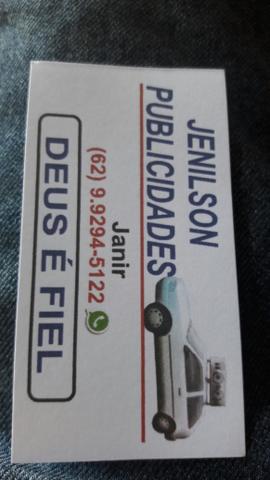 JENILSON
PUBLICIDADES
Janir
(62) 9.9294-5122
DEUS É FIEL